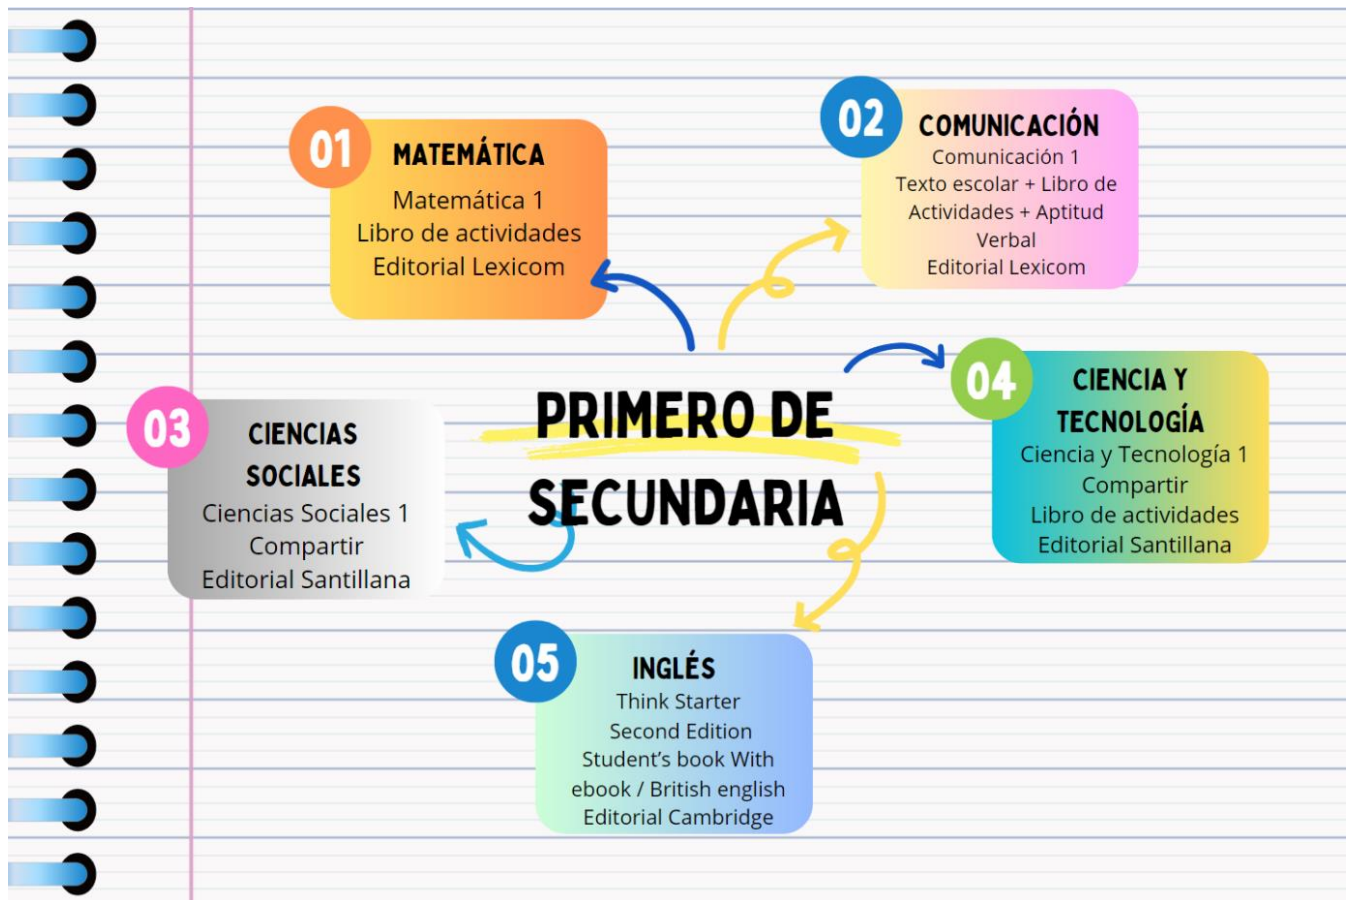 01
MATEMÁTICA
Matemática 1
Libro de actividades
Editorial Lexicom
02
COMUNICACIÓN
Comunicación 1
Texto escolar + Libro de
Actividades + Aptitud
Verbal
Editorial Lexicom
PRIMERO DE
SECUNDARIA
03
CIENCIAS
SOCIALES
Ciencias Sociales 1
Compartir
Editorial Santillana
04
CIENCIA Y
TECNOLOGÍA
Ciencia y Tecnología 1
Compartir
Libro de actividades
Editorial Santillana
05
INGLÉS
Think Starter
Second Edition
Student’s book With
ebook / British english
Editorial Cambridge